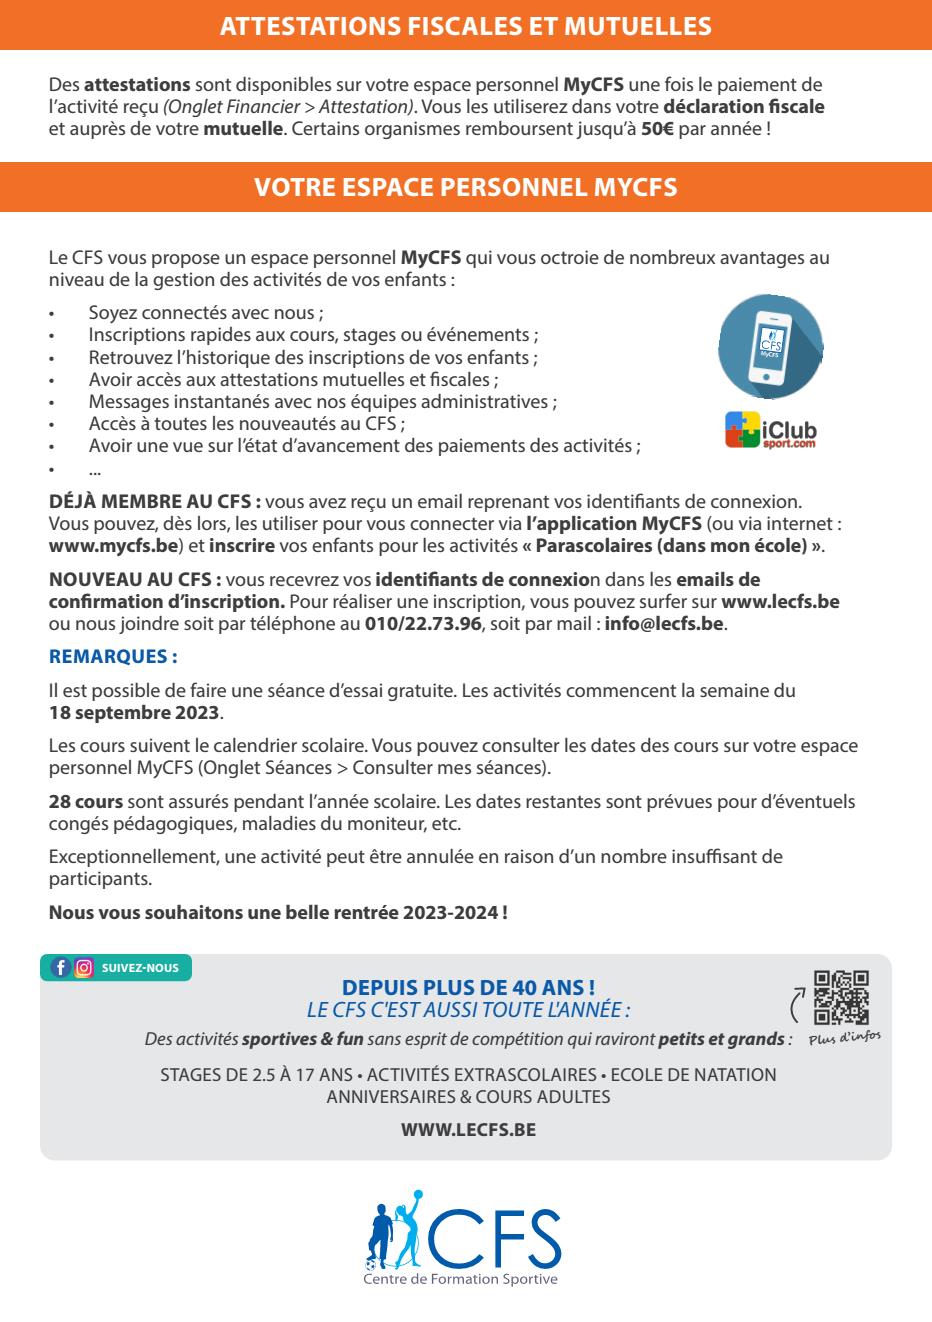 ATTESTATIONS FISCALES ET MUTUELLES
Des attestations sont disponibles sur votre espace personnel MyCFS une fois le paiement de
l’activité reçu (Onglet Financier > Attestation). Vous les utiliserez dans votre déclaration fiscale
et auprès de votre mutuelle. Certains organismes remboursent jusqu’à 50€ par année !
VOTRE ESPACE PERSONNEL MYCFS
Le CFS vous propose un espace personnel MyCFS qui vous octroie de nombreux avantages au
niveau de la gestion des activités de vos enfants :
• Soyez connectés avec nous ;
• Inscriptions rapides aux cours, stages ou événements ;
• Retrouvez l’historique des inscriptions de vos enfants ;
• Avoir accès aux attestations mutuelles et fiscales ;
• Messages instantanés avec nos équipes administratives ;
• Accès à toutes les nouveautés au CFS ;
• Avoir une vue sur l’état d’avancement des paiements des activités ;
• ...
CFS
MyCFS
iClub
sport.com
DÉJÀ MEMBRE AU CFS : vous avez reçu un email reprenant vos identifiants de connexion.
Vous pouvez, dès lors, les utiliser pour vous connecter via l’application MyCFS (ou via internet :
www.mycfs.be) et inscrire vos enfants pour les activités « Parascolaires (dans mon école) ».
NOUVEAU AU CFS : vous recevrez vos identifiants de connexion dans les emails de
confirmation d’inscription. Pour réaliser une inscription, vous pouvez surfer sur www.lecfs.be
ou nous joindre soit par téléphone au 010/22.73.96, soit par mail : info@lecfs.be.
REMARQUES :
Il est possible de faire une séance d’essai gratuite. Les activités commencent la semaine du
18 septembre 2023.
Les cours suivent le calendrier scolaire. Vous pouvez consulter les dates des cours sur votre espace
personnel MyCFS (Onglet Séances > Consulter mes séances).
28 cours sont assurés pendant l’année scolaire. Les dates restantes sont prévues pour d’éventuels
congés pédagogiques, maladies du moniteur, etc.
Exceptionnellement, une activité peut être annulée en raison d’un nombre insuffisant de
participants.
Nous vous souhaitons une belle rentrée 2023-2024 !
SUIVEZ-NOUS
DEPUIS PLUS DE 40 ANS !
LE CFS C'EST AUSSI TOUTE L'ANNÉE :
Des activités sportives & fun sans esprit de compétition qui raviront petits et grands :
Plus d'infos
STAGES DE 2.5 À 17 ANS • ACTIVITÉS EXTRASCOLAIRES • ECOLE DE NATATION
ANNIVERSAIRES & COURS ADULTES
WWW.LECFS.BE
CFS
Centre de Formation Sportive